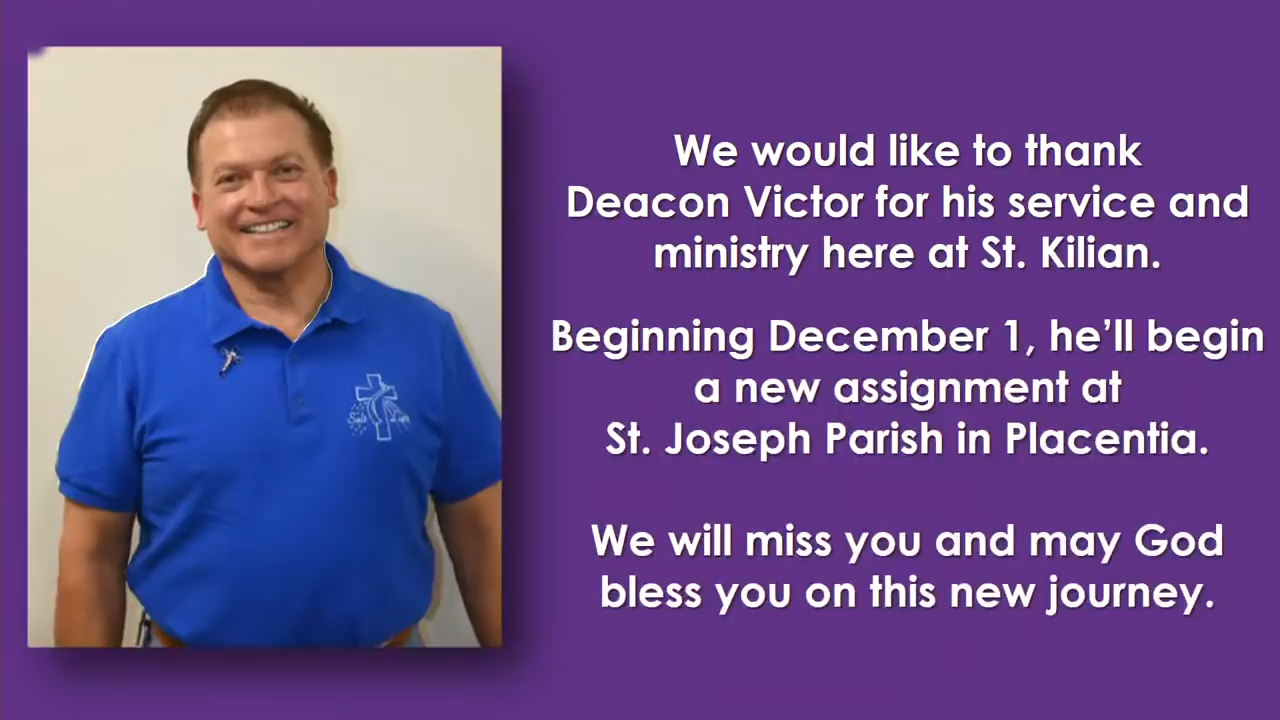 We would like to thank
Deacon Victor for his service and
ministry here at St. Kilian.
Beginning December 1, he’ll begin
a new assignment at
St. Joseph Parish in Placentia.
We will miss you and may God
bless you on this new journey.